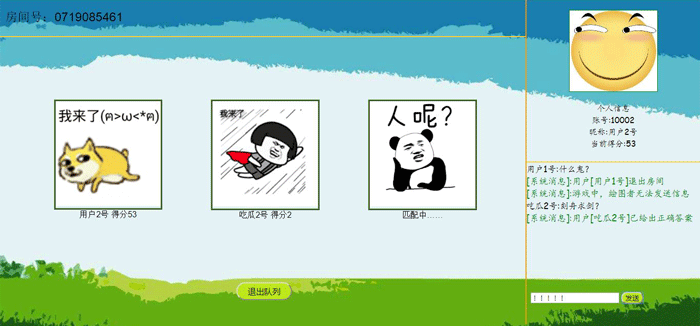 房间号：0719085461
我来了(ฅ>ω<*ฅ)
我来了
人呢?
用户2号 得分53
吃瓜2号 得分2
匹配中……
退出队列
个人信息
账号:10002
昵称:用户2号
当前得分:53
用户1号:什么鬼?
[系统消息]:用户[用户1号]退出房间
[系统消息]:游戏中，绘图者无法发送信息
吃瓜2号:刻舟求剑?
[系统消息]:用户[吃瓜2号]已给出正确答案
！！！！！
发送